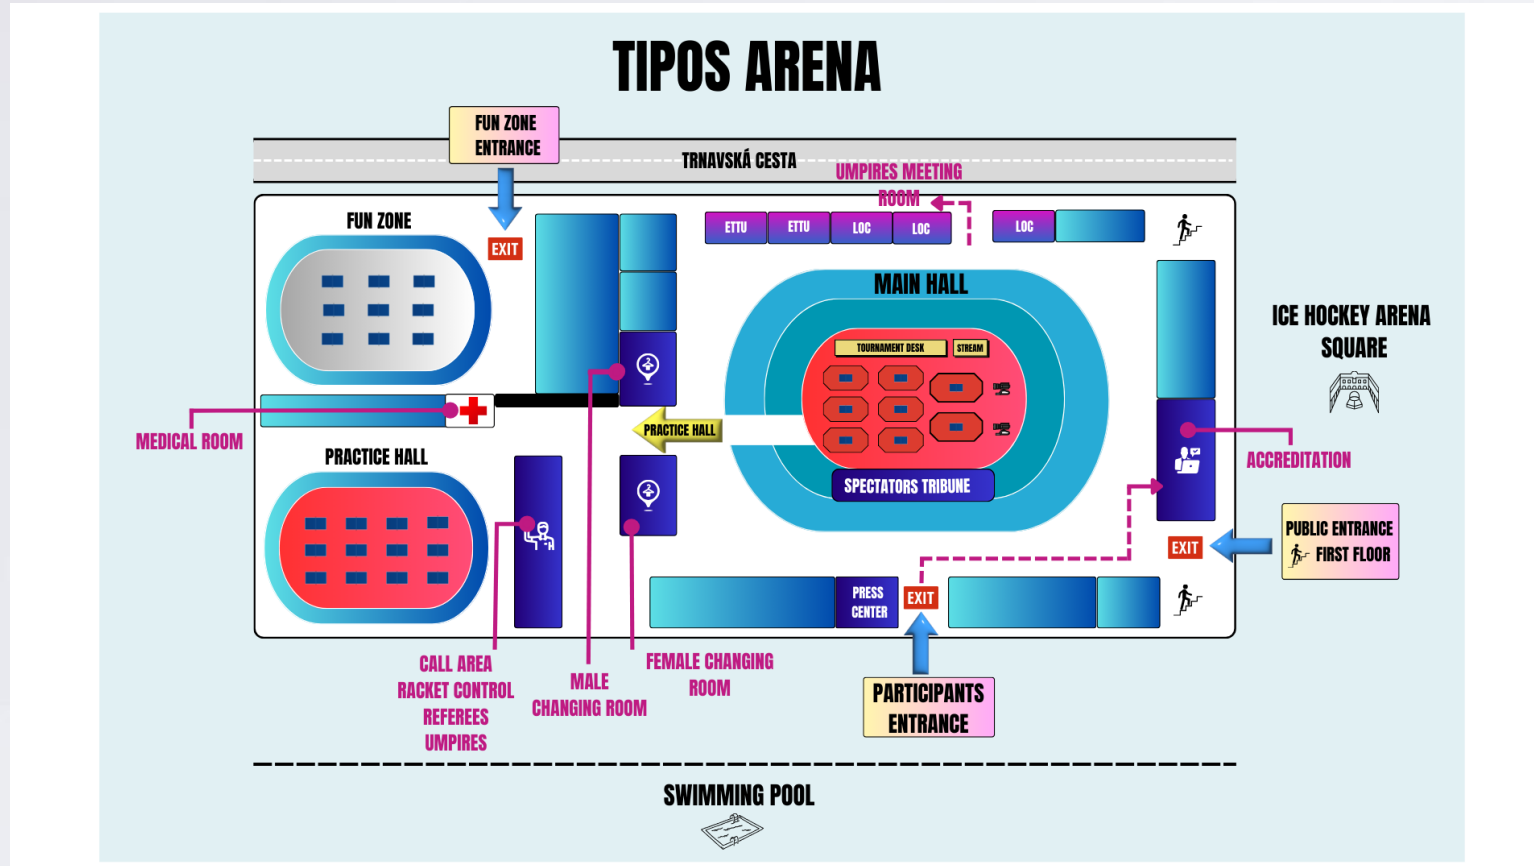 TIPOS ARENA
FUN ZONE
ENTRANCE
TRNAVSKÁ CESTA
UMPIRES MEETING
ROOM
FUN ZONE
EXIT
ETTU
ETTU
LOC
LOC
LOC
MAIN HALL
TOURNAMENT DESK
STREAM
ICE HOCKEY ARENA
SQUARE
MEDICAL ROOM
PRACTICE HALL
PRACTICE HALL
SPECTATORS TRIBUNE
ACCREDITATION
EXIT
PUBLIC ENTRANCE
FIRST FLOOR
PRESS
CENTER
EXIT
CALL AREA
RACKET CONTROL
REFEREES
UMPIRES
MALE
CHANGING ROOM
FEMALE CHANGING
ROOM
PARTICIPANTS
ENTRANCE
SWIMMING POOL